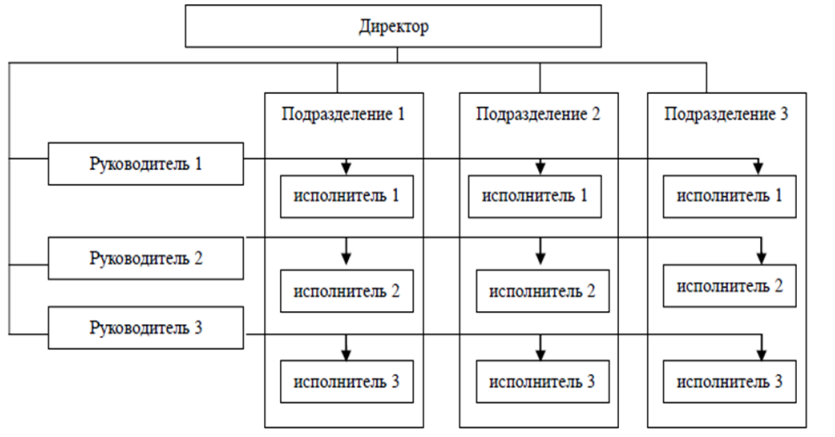 Директор
Подразделение 1
Подразделение 2
Подразделение 3
Руководитель 1
исполнитель 1
исполнитель 1
исполнитель 1
Руководитель 2
исполнитель 2
исполнитель 2
исполнитель 2
Руководитель 3
исполнитель 3
исполнитель 3
исполнитель 3